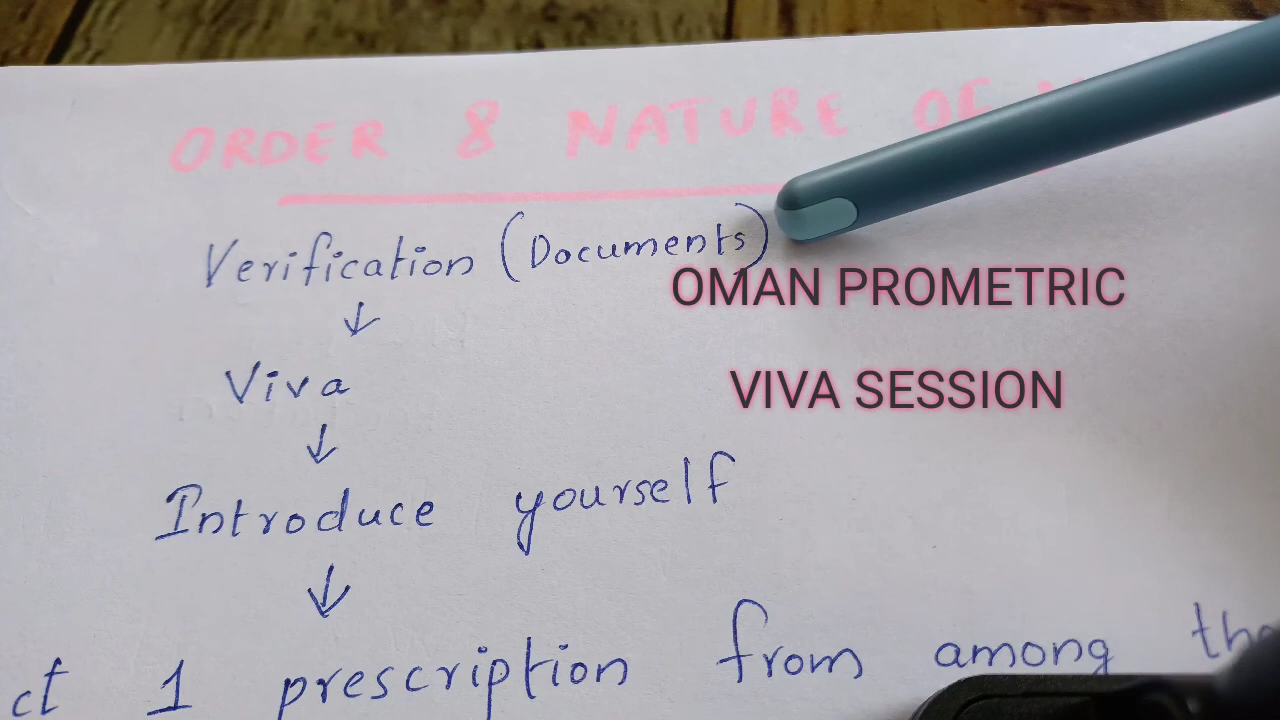 ORDER & NATURE OF
Verification (Documents)
OMAN PROMETRIC
↓
VIVA SESSION
Viva
↓
Introduce yourself
↓
1 prescription from among